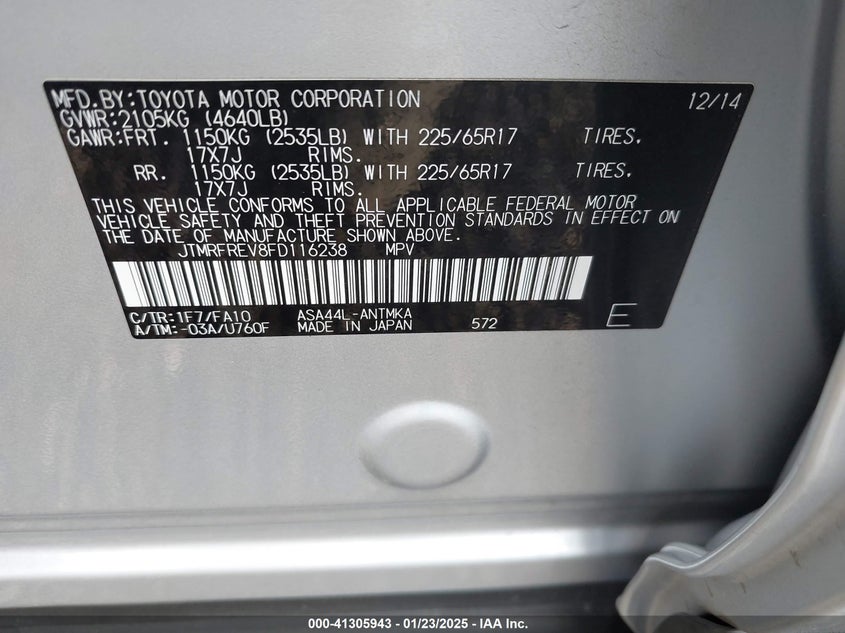 MFD.BY:TOYOTA MOTOR CORPORATION 12/14
GVWR:2105KG (4640LB)
GAWR:FRT. 1150KG (2535LB) WITH 225/65R17 TIRES.
17X7J RIMS.
RR. 1150KG (2535LB) WITH 225/65R17 TIRES.
17X7J RIMS.
THIS VEHICLE CONFORMS TO ALL APPLICABLE FEDERAL MOTOR
VEHICLE SAFETY AND THEFT PREVENTION STANDARDS IN EFFECT ON
THE DATE OF MANUFACTURE SHOWN ABOVE.
JTMRFREV8FD116238 MPV
C/TR:1F7/FA10 ASA44L-ANTMKA
A/TM:-03A/U760F MADE IN JAPAN 572 E
000-41305943 - 01/23/2025 - IAA Inc.